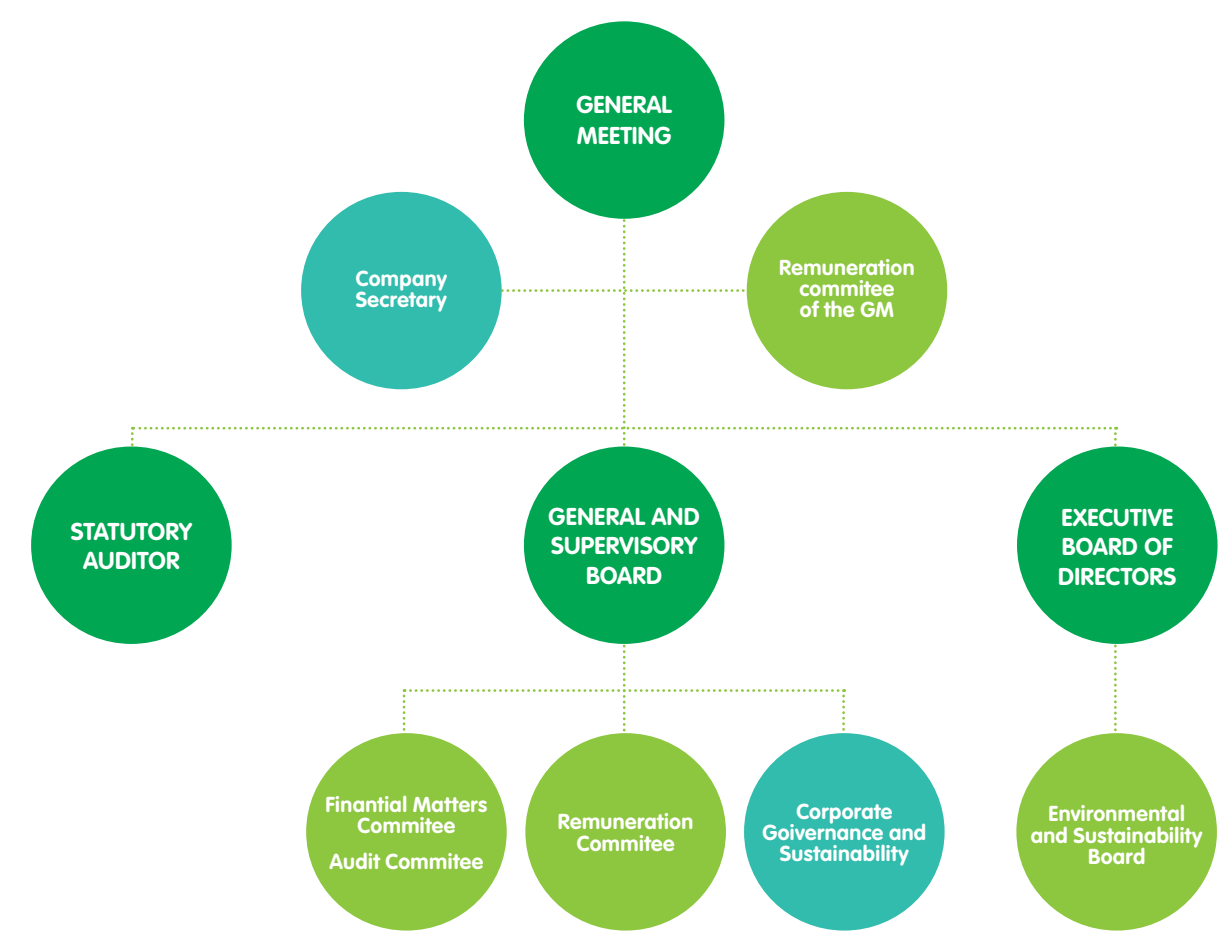 GENERAL
MEETING
Company
Secretary
Remuneration
commitee
of the GM
STATUTORY
AUDITOR
GENERAL AND
SUPERVISORY
BOARD
EXECUTIVE
BOARD OF
DIRECTORS
Finantial Matters
Commitee
Audit Commitee
Remuneration
Commitee
Corporate
Goivernance and
Sustainability
Environmental
and Sustainability
Board